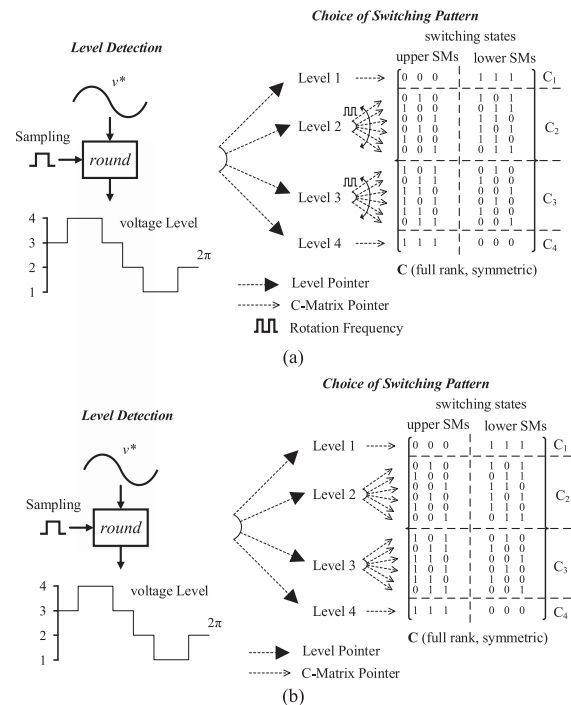 Choice of Switching Pattern
switching states
Level Detection
upper SMs lower SMs
v*
Level 1 0 0 0 1 1 1 C1
Sampling
round
Level 2
0 1 0 1 0 1
1 0 0 0 1 1
0 0 1 1 1 0
0 1 0 1 0 1
1 0 0 1 1 0
0 0 1 0 1 1
C2
Level 3
1 0 1 0 1 0
0 1 1 1 0 0
1 1 0 0 0 1
1 0 1 0 1 0
1 1 0 1 0 0
0 1 1 0 0 1
C3
Level 4 1 1 1 0 0 0 C4
C (full rank, symmetric)
voltage Level
4
3
2
1
2π
Level Pointer
C-Matrix Pointer
Rotation Frequency
(a)
Choice of Switching Pattern
switching states
Level Detection
upper SMs lower SMs
v*
Level 1 0 0 0 1 1 1 C1
Sampling
round
Level 2
0 1 0 1 0 1
1 0 0 0 1 1
0 0 1 1 1 0
0 1 0 1 0 1
1 0 0 1 1 0
0 0 1 0 1 1
C2
Level 3
1 0 1 0 1 0
0 1 1 1 0 0
1 1 0 0 0 1
1 0 1 0 1 0
1 1 0 1 0 0
0 1 1 0 0 1
C3
Level 4 1 1 1 0 0 0 C4
C (full rank, symmetric)
voltage Level
4
3
2
1
2π
Level Pointer
C-Matrix Pointer
(b)